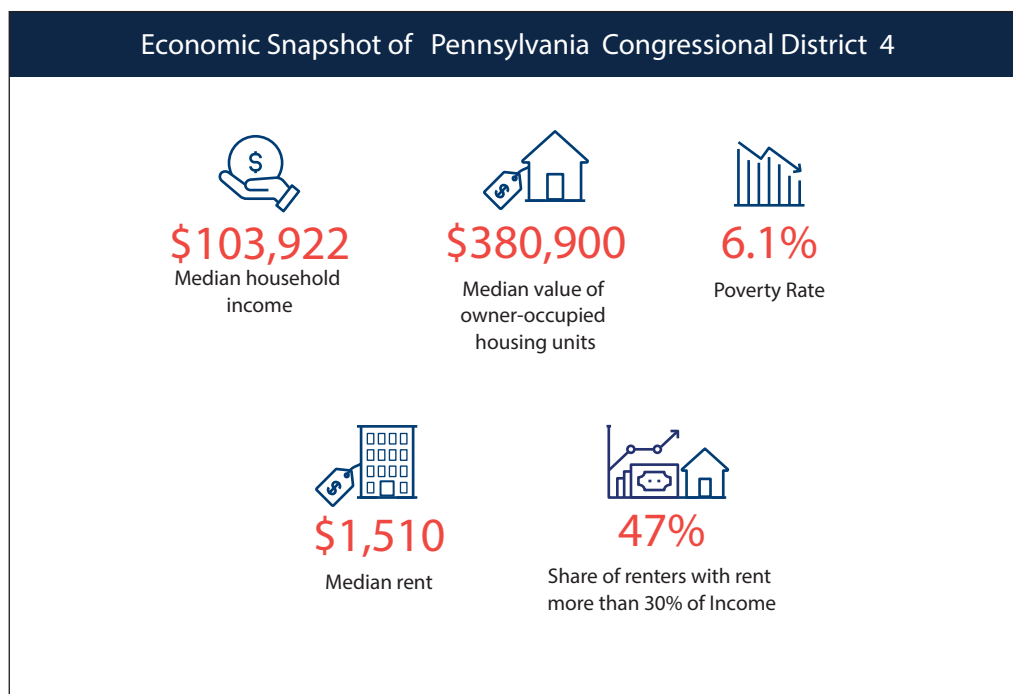 Economic Snapshot of Pennsylvania Congressional District 4
$
$103,922
Median household
income
$
$380,900
Median value of
owner-occupied
housing units
6.1%
Poverty Rate
$
$1,510
Median rent
47%
Share of renters with rent
more than 30% of Income